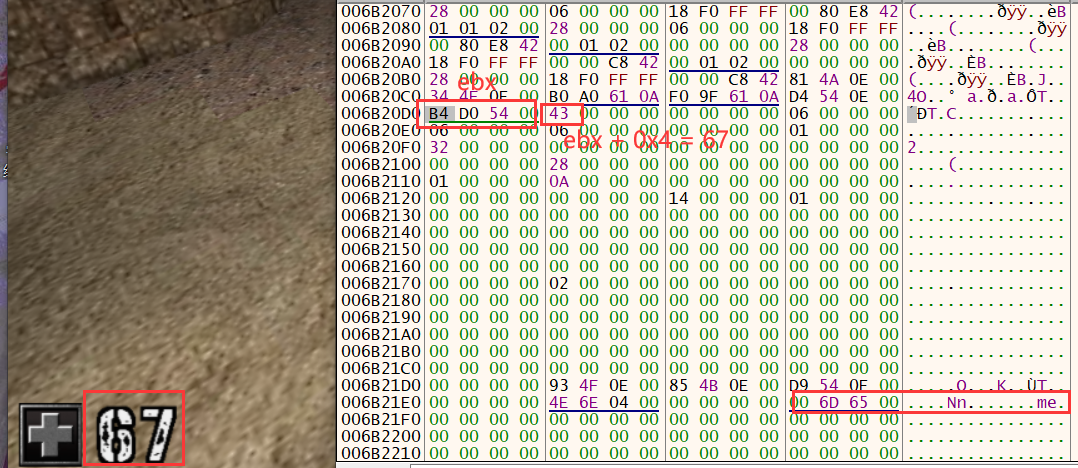 006B2070 28 00 00 00 06 00 00 00 18 F0 FF FF 00 80 E8 42 (........ðÿÿ..èB
006B2080 01 01 02 00 28 00 00 00 06 00 00 00 18 F0 FF FF ....(........ðÿÿ
006B2090 00 80 E8 42 00 01 02 00 00 00 00 00 28 00 00 00 ..èB........(...
006B20A0 18 F0 FF FF 00 00 C8 42 00 01 02 00 00 00 00 00 .ðÿÿ..ÈB........
ebx
006B20B0 28 00 00 00 18 F0 FF FF 00 00 C8 42 81 4A 0E 00 (....ðÿÿ..ÈB.J..
006B20C0 34 4F 0E 00 B0 A0 61 0A F0 9F 61 0A D4 54 0E 00 4O..° a.ð.a.ÔT..
006B20D0 B4 D0 54 00 43 00 00 00 00 00 00 00 06 00 00 00 ÐT.C...........
006B20E0 06 00 00 00 06 00 00 00 00 00 00 00 01 00 00 00 ................
ebx + 0x4 = 67
006B20F0 32 00 00 00 00 00 00 00 00 00 00 00 00 00 00 00 2...............
006B2100 00 00 00 00 28 00 00 00 00 00 00 00 00 00 00 00 ....(...........
006B2110 01 00 00 00 0A 00 00 00 00 00 00 00 00 00 00 00 ................
006B2120 00 00 00 00 00 00 00 00 14 00 00 00 01 00 00 00 ................
006B2130 00 00 00 00 00 00 00 00 00 00 00 00 00 00 00 00 ................
006B2140 00 00 00 00 00 00 00 00 00 00 00 00 00 00 00 00 ................
006B2150 00 00 00 00 00 00 00 00 00 00 00 00 00 00 00 00 ................
006B2160 00 00 00 00 00 00 00 00 00 00 00 00 00 00 00 00 ................
006B2170 00 00 00 00 02 00 00 00 00 00 00 00 00 00 00 00 ................
006B2180 00 00 00 00 00 00 00 00 00 00 00 00 00 00 00 00 ................
006B2190 00 00 00 00 00 00 00 00 00 00 00 00 00 00 00 00 ................
006B21A0 00 00 00 00 00 00 00 00 00 00 00 00 00 00 00 00 ................
006B21B0 00 00 00 00 00 00 00 00 00 00 00 00 00 00 00 00 ................
006B21C0 00 00 00 00 00 00 00 00 00 00 00 00 00 00 00 00 ................
006B21D0 00 00 00 00 93 4F 0E 00 85 4B 0E 00 D9 54 0E 00 .....O...K..ÙT..
006B21E0 00 00 00 00 4E 6E 04 00 00 00 00 00 00 6D 65 00 ....Nn.......me.
006B21F0 00 00 00 00 00 00 00 00 00 00 00 00 00 00 00 00 ................
006B2200 00 00 00 00 00 00 00 00 00 00 00 00 00 00 00 00 ................
006B2210 00 00 00 00 00 00 00 00 00 00 00 00 00 00 00 00 ................
67